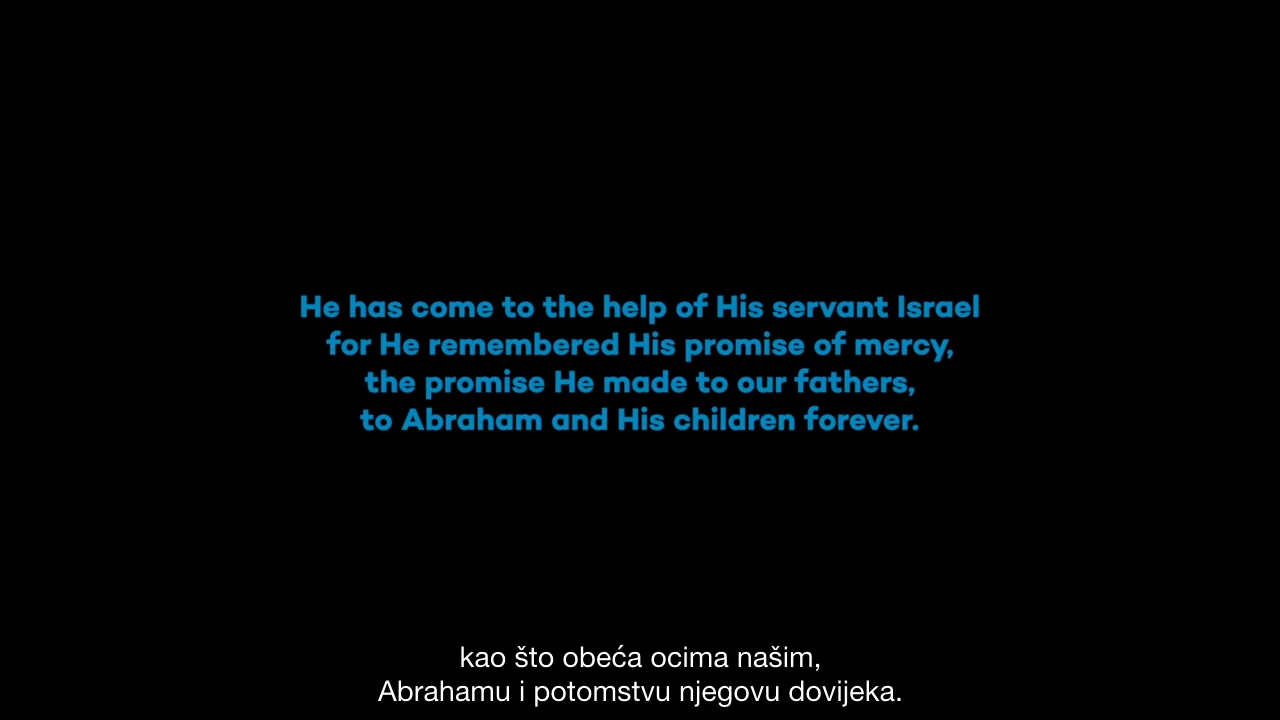 He has come to the help of His servant Israel
for He remembered His promise of mercy,
the promise He made to our fathers,
to Abraham and His children forever.
kao što obeća ocima našim,
Abrahamu i potomstvu njegovu dovijeka.